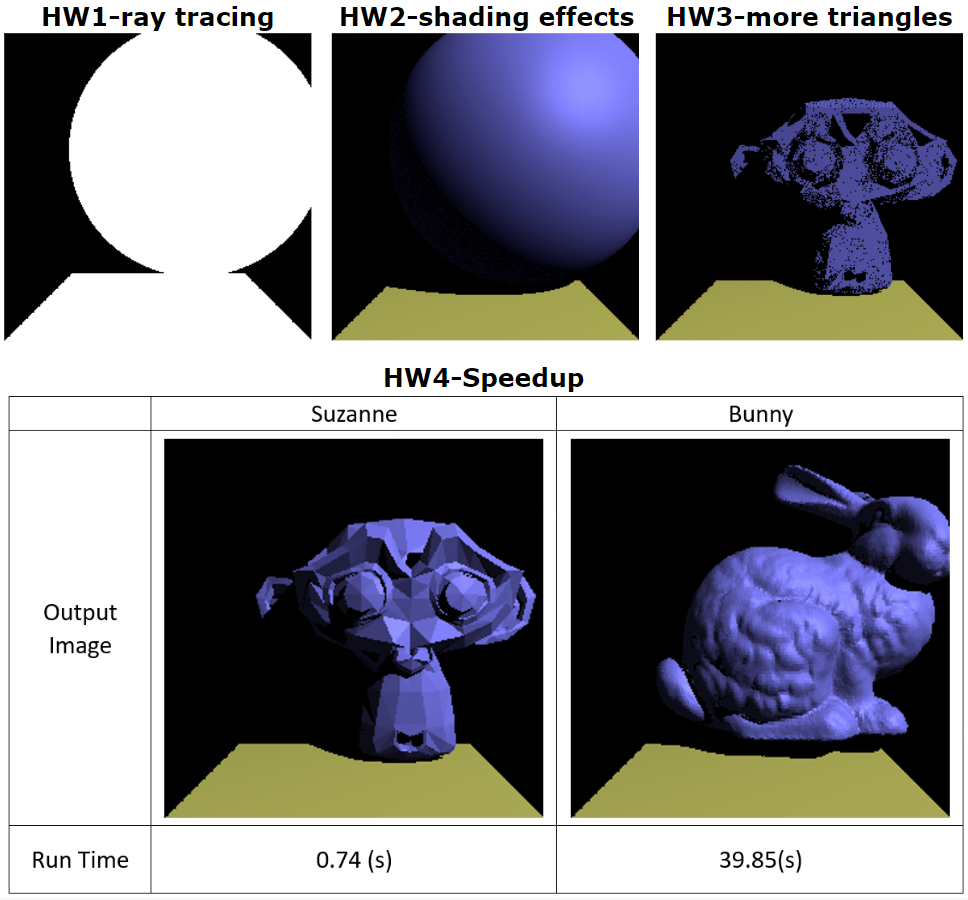 HW1-ray tracing
HW2-shading effects
HW3-more triangles
HW4-Speedup
Suzanne
Bunny
Output
Image
Run Time
0.74 (s)
39.85(s)